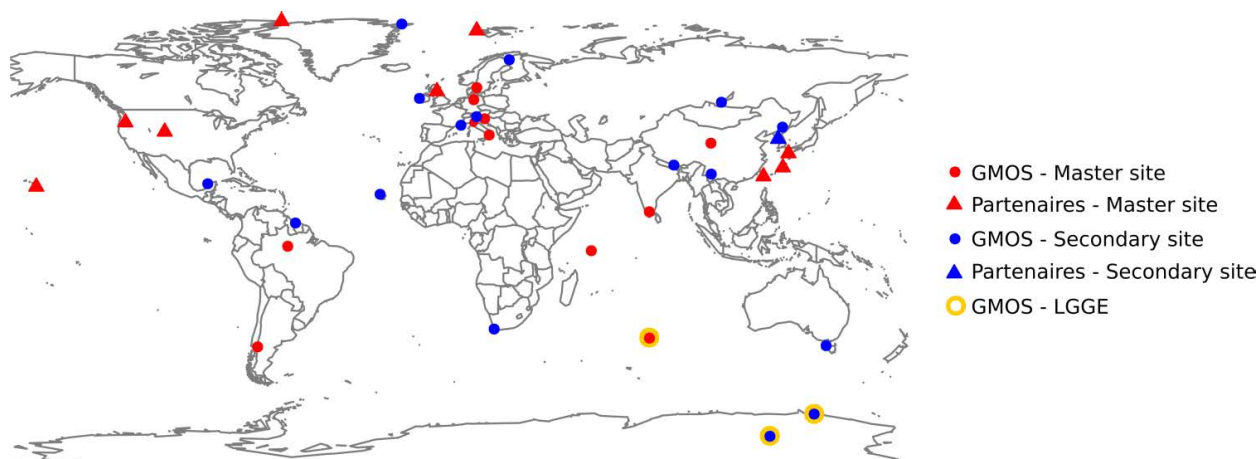 GMOS - Master site
Partenaires - Master site
GMOS - Secondary site
Partenaires - Secondary site
GMOS - LGGE